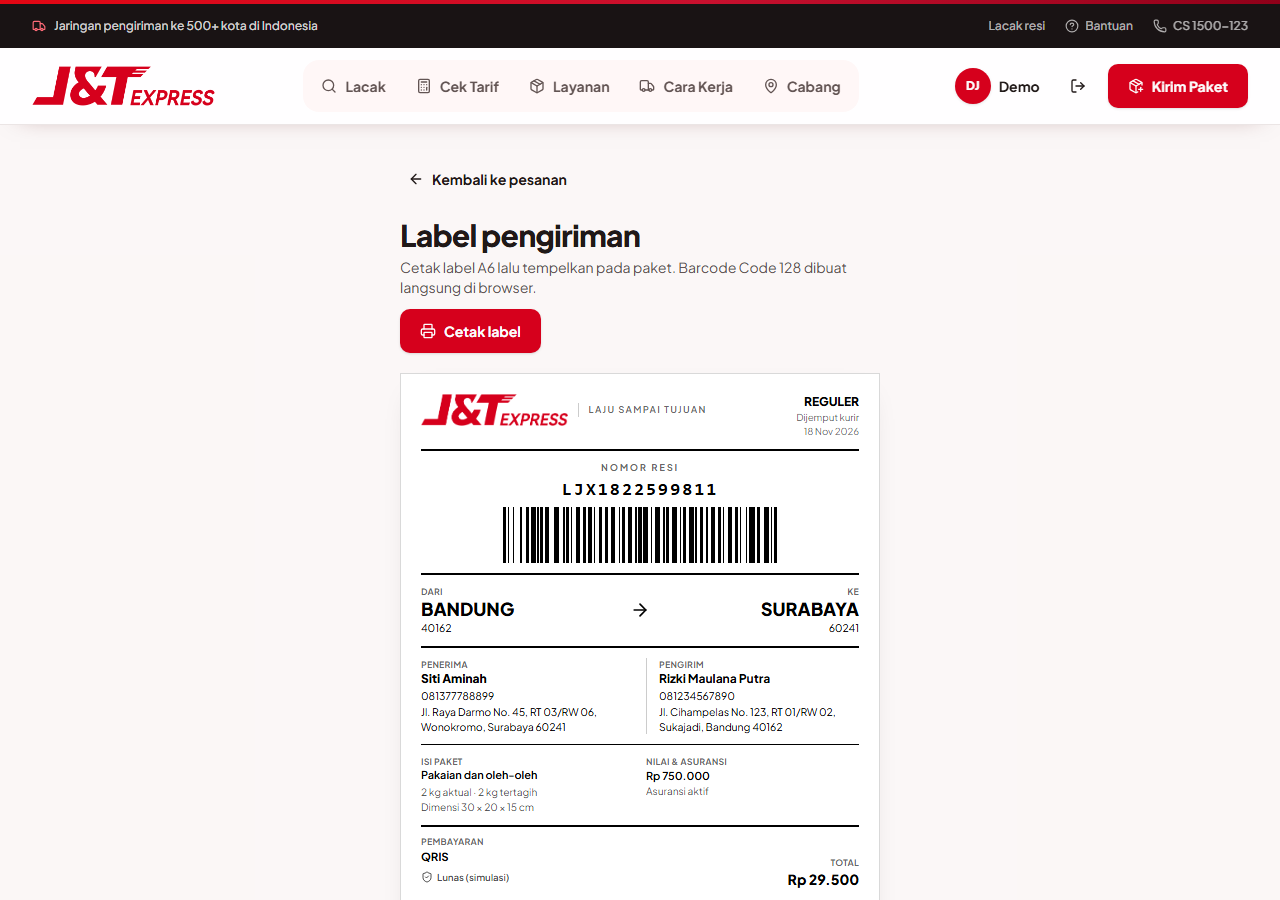 Jaringan pengiriman ke 500+ kota di Indonesia
Lacak resi
Bantuan
CS 1500-123
J&T EXPRESS
Lacak
Cek Tarif
Layanan
Cara Kerja
Cabang
DJ
Demo
Kirim Paket
Kembali ke pesanan
Label pengiriman
Cetak label A6 lalu tempelkan pada paket. Barcode Code 128 dibuat
langsung di browser.
Cetak label
J&T EXPRESS
LAJU SAMPAI TUJUAN
REGULER
Dijemput kurir
18 Nov 2026
NOMOR RESI
LJX1822599811
DARI
BANDUNG
40162
KE
SURABAYA
60241
PENERIMA
Siti Aminah
081377788899
Jl. Raya Darmo No. 45, RT 03/RW 06,
Wonokromo, Surabaya 60241
PENGIRIM
Rizki Maulana Putra
081234567890
Jl. Cihampelas No. 123, RT 01/RW 02,
Sukajadi, Bandung 40162
ISI PAKET
Pakaian dan oleh-oleh
2 kg aktual · 2 kg tertagih
Dimensi 30 × 20 × 15 cm
NILAI & ASURANSI
Rp 750.000
Asuransi aktif
PEMBAYARAN
QRIS
Lunas (simulasi)
TOTAL
Rp 29.500